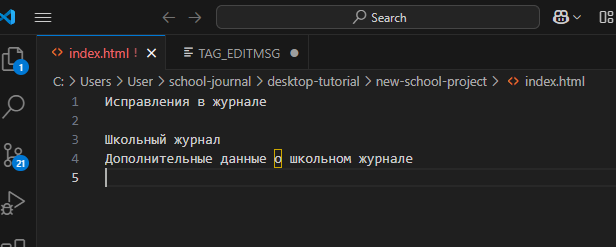 Search
index.html ! TAG_EDITMSG
C: > Users > User > school-journal > desktop-tutorial > new-school-project > index.html
1
1 Исправления в журнале
2
3 Школьный журнал
4 Дополнительные данные о школьном журнале
21
5